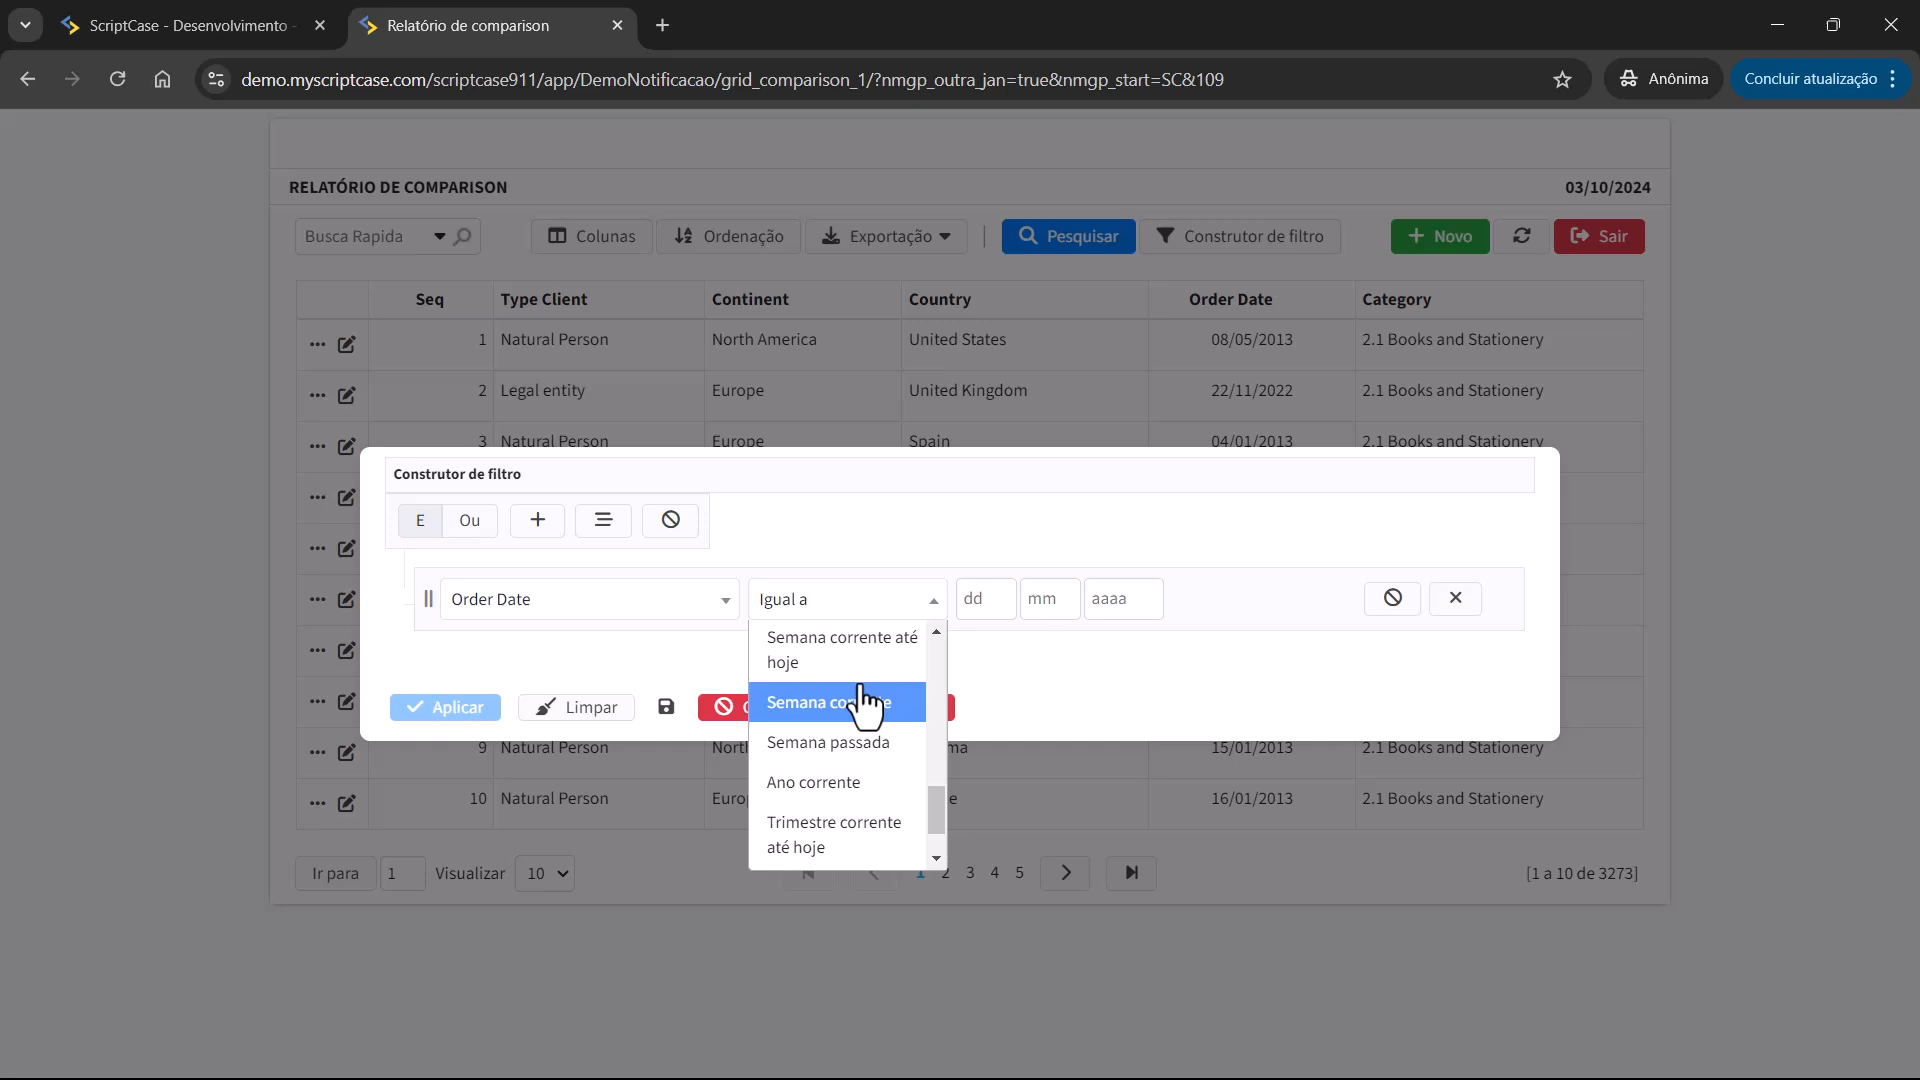 ScriptCase - Desenvolvimento -
Relatório de comparison
demo.myscriptcase.com/scriptcase911/app/DemoNotificacao/grid_comparison_1/?nmgp_outra_jan=true&nmgp_start=SC&109
Anônima
Concluir atualização
RELATÓRIO DE COMPARISON
03/10/2024
Busca Rapida
Colunas
Ordenação
Exportação
Pesquisar
Construtor de filtro
Novo
Sair
Seq Type Client Continent Country Order Date Category
1 Natural Person North America United States 08/05/2013 2.1 Books and Stationery
2 Legal entity Europe United Kingdom 22/11/2022 2.1 Books and Stationery
3 Natural Person Europe Spain 04/01/2013 2.1 Books and Stationery
Construtor de filtro
E Ou
Order Date
Igual a
dd mm aaaa
Semana corrente até
hoje
Semana
Semana passada
Ano corrente
Trimestre corrente
até hoje
Aplicar
Limpar
9 Natural Person 15/01/2013 2.1 Books and Stationery
10 Natural Person 16/01/2013 2.1 Books and Stationery
Ir para 1 Visualizar 10 1 2 3 4 5 [1 a 10 de 3273]